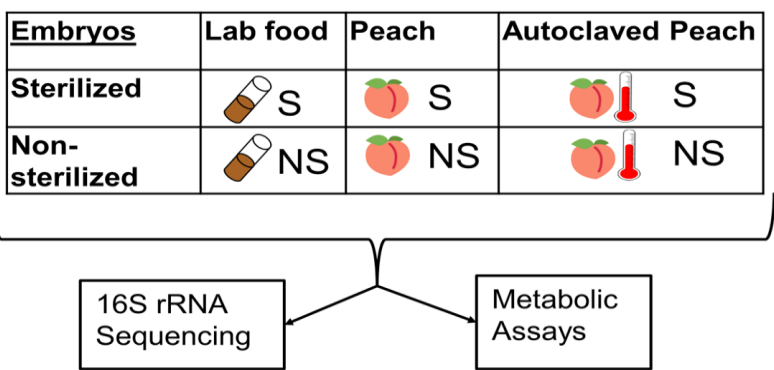 Embryos Lab food Peach Autoclaved Peach
Sterilized S S S
Non-
sterilized NS NS NS
16S rRNA
Sequencing
Metabolic
Assays